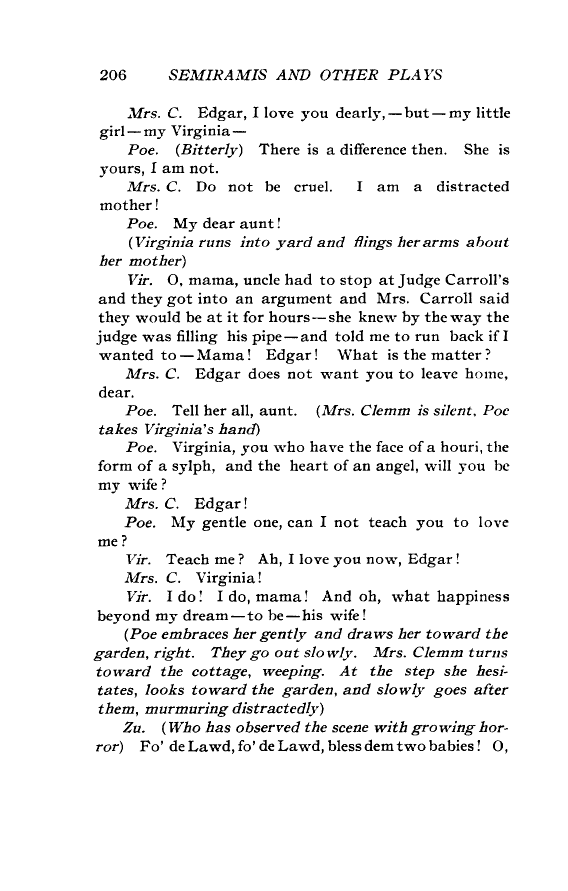 206 SEMIRAMIS AND OTHER PLAYS
Mrs. C. Edgar, I love you dearly,—but—my little
girl—my Virginia—
Poe. (Bitterly) There is a difference then. She is
yours, I am not.
Mrs. C. Do not be cruel. I am a distracted
mother!
Poe. My dear aunt!
(Virginia runs into yard and flings her arms about
her mother)
Vir. O, mama, uncle had to stop at Judge Carroll's
and they got into an argument and Mrs. Carroll said
they would be at it for hours—she knew by the way the
judge was filling his pipe—and told me to run back if I
wanted to—Mama! Edgar! What is the matter?
Mrs. C. Edgar does not want you to leave home,
dear.
Poe. Tell her all, aunt. (Mrs. Clemm is silent. Poe
takes Virginia's hand)
Poe. Virginia, you who have the face of a houri, the
form of a sylph, and the heart of an angel, will you be
my wife?
Mrs. C. Edgar!
Poe. My gentle one, can I not teach you to love
me?
Vir. Teach me? Ah, I love you now, Edgar!
Mrs. C. Virginia!
Vir. I do! I do, mama! And oh, what happiness
beyond my dream—to be—his wife!
(Poe embraces her gently and draws her toward the
garden, right. They go out slowly. Mrs. Clemm turns
toward the cottage, weeping. At the step she hesi-
tates, looks toward the garden, and slowly goes after
them, murmuring distractedly)
Zu. (Who has observed the scene with growing hor-
ror) Fo' de Lawd, fo' de Lawd, bless dem two babies! O,